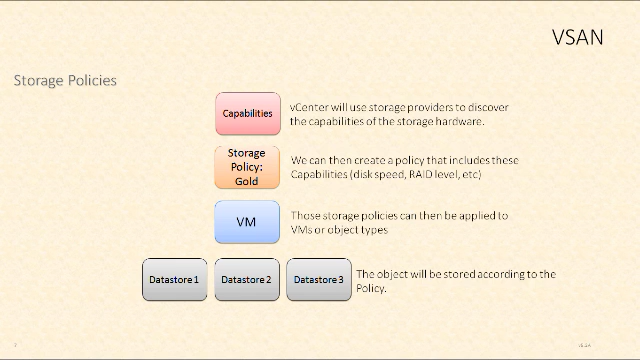 VSAN
Storage Policies
Capabilities
vCenter will use storage providers to discover
the capabilities of the storage hardware.
Storage
Policy:
Gold
We can then create a policy that includes these
Capabilities (disk speed, RAID level, etc)
VM
Those storage policies can then be applied to
VMs or object types
Datastore 1
Datastore 2
Datastore 3
The object will be stored according to the
Policy.